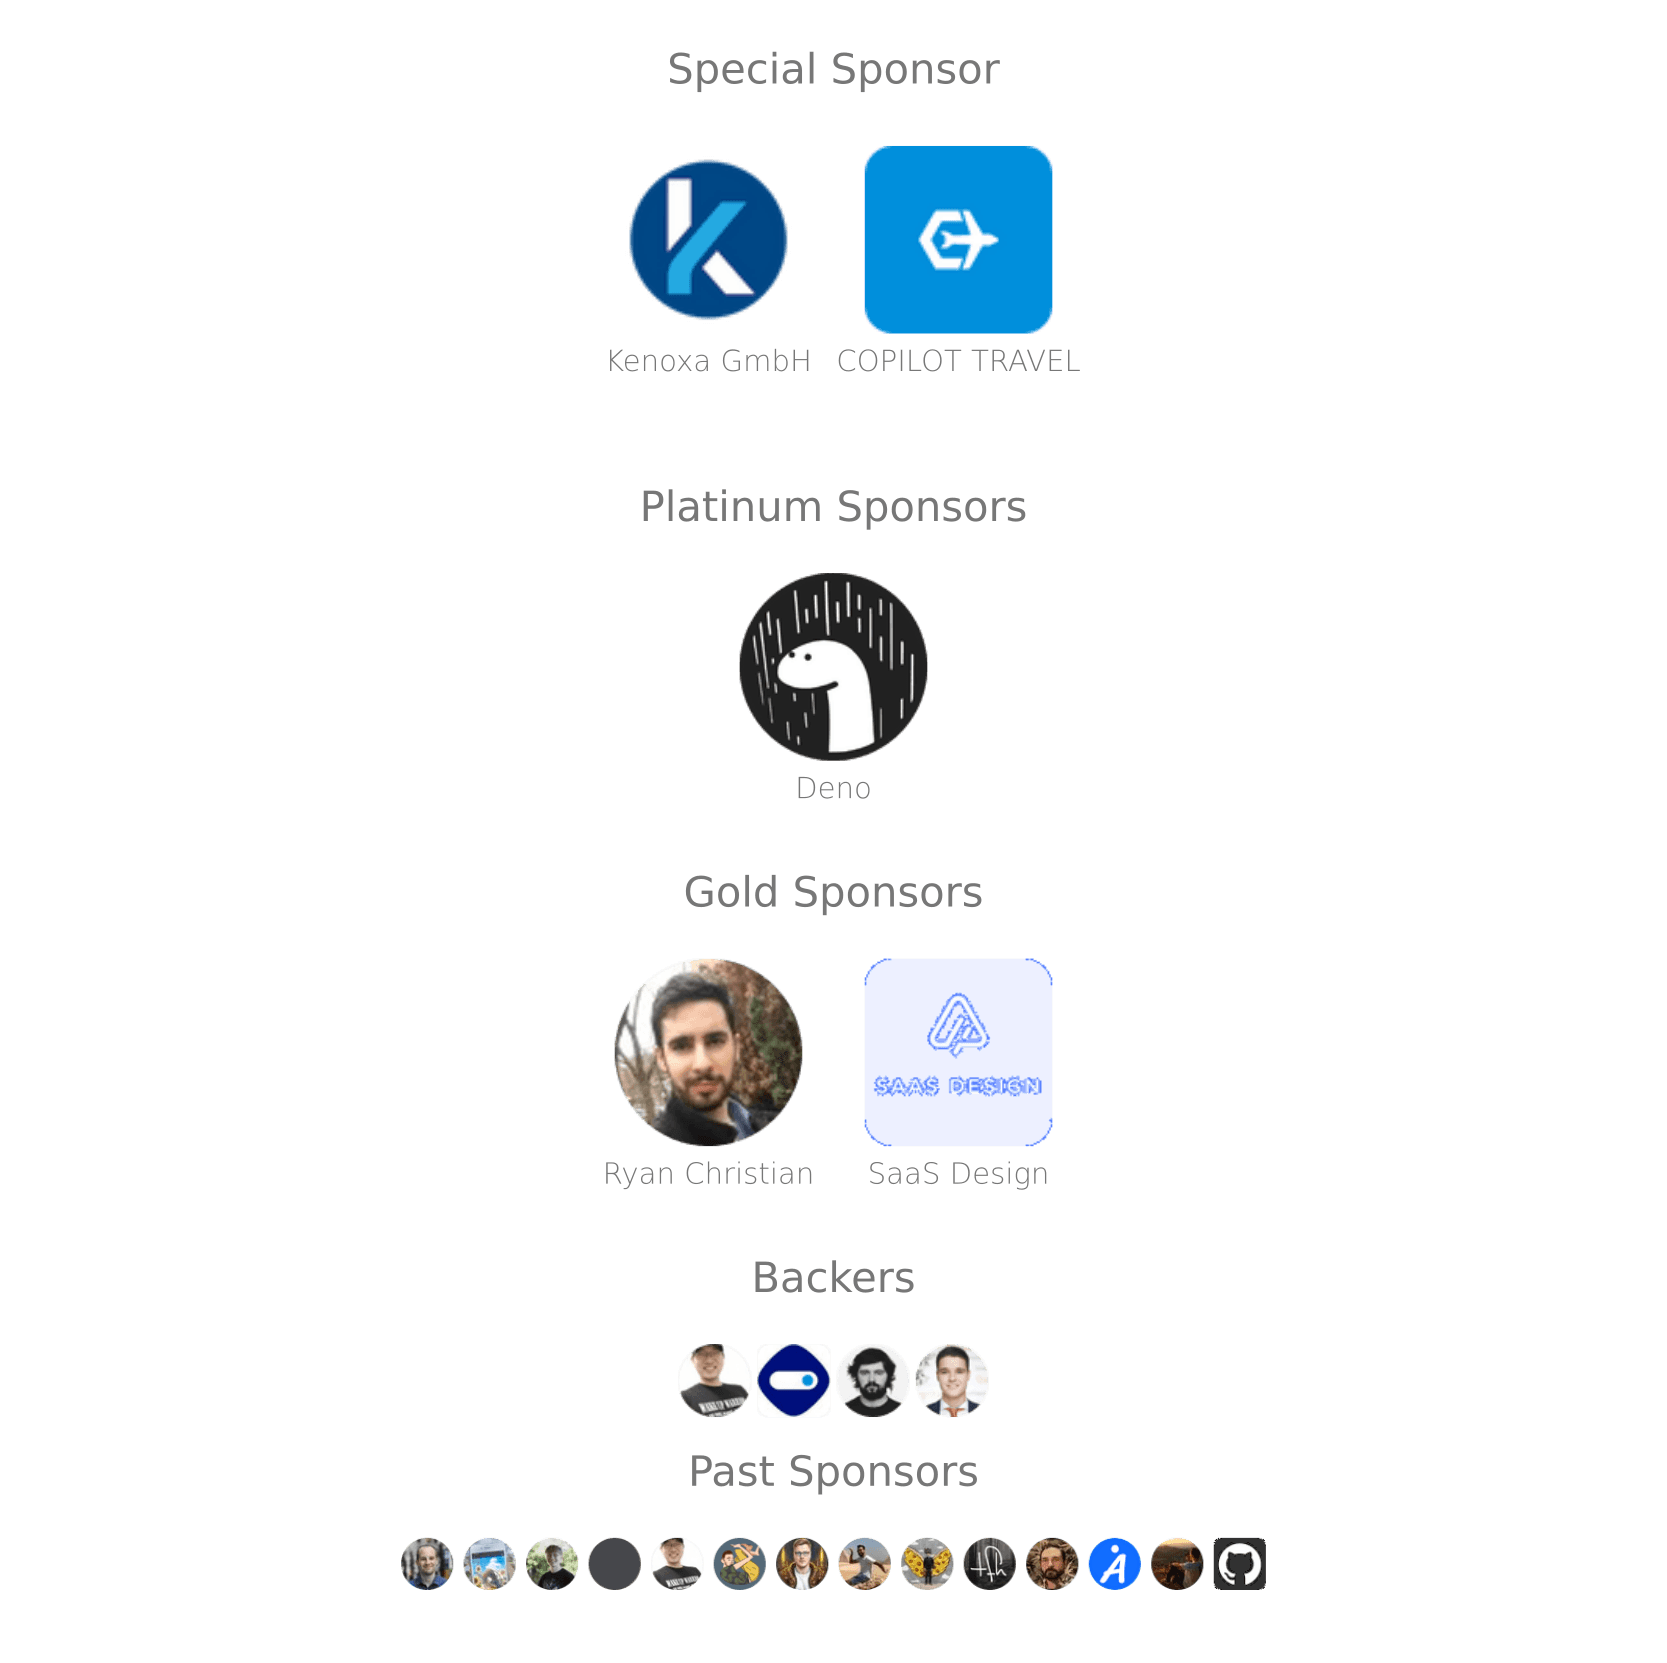 Special Sponsor
Kenoxa GmbH COPILOT TRAVEL
Platinum Sponsors
Deno
Gold Sponsors
SAAS DESIGN
Ryan Christian SaaS Design
Backers
Past Sponsors